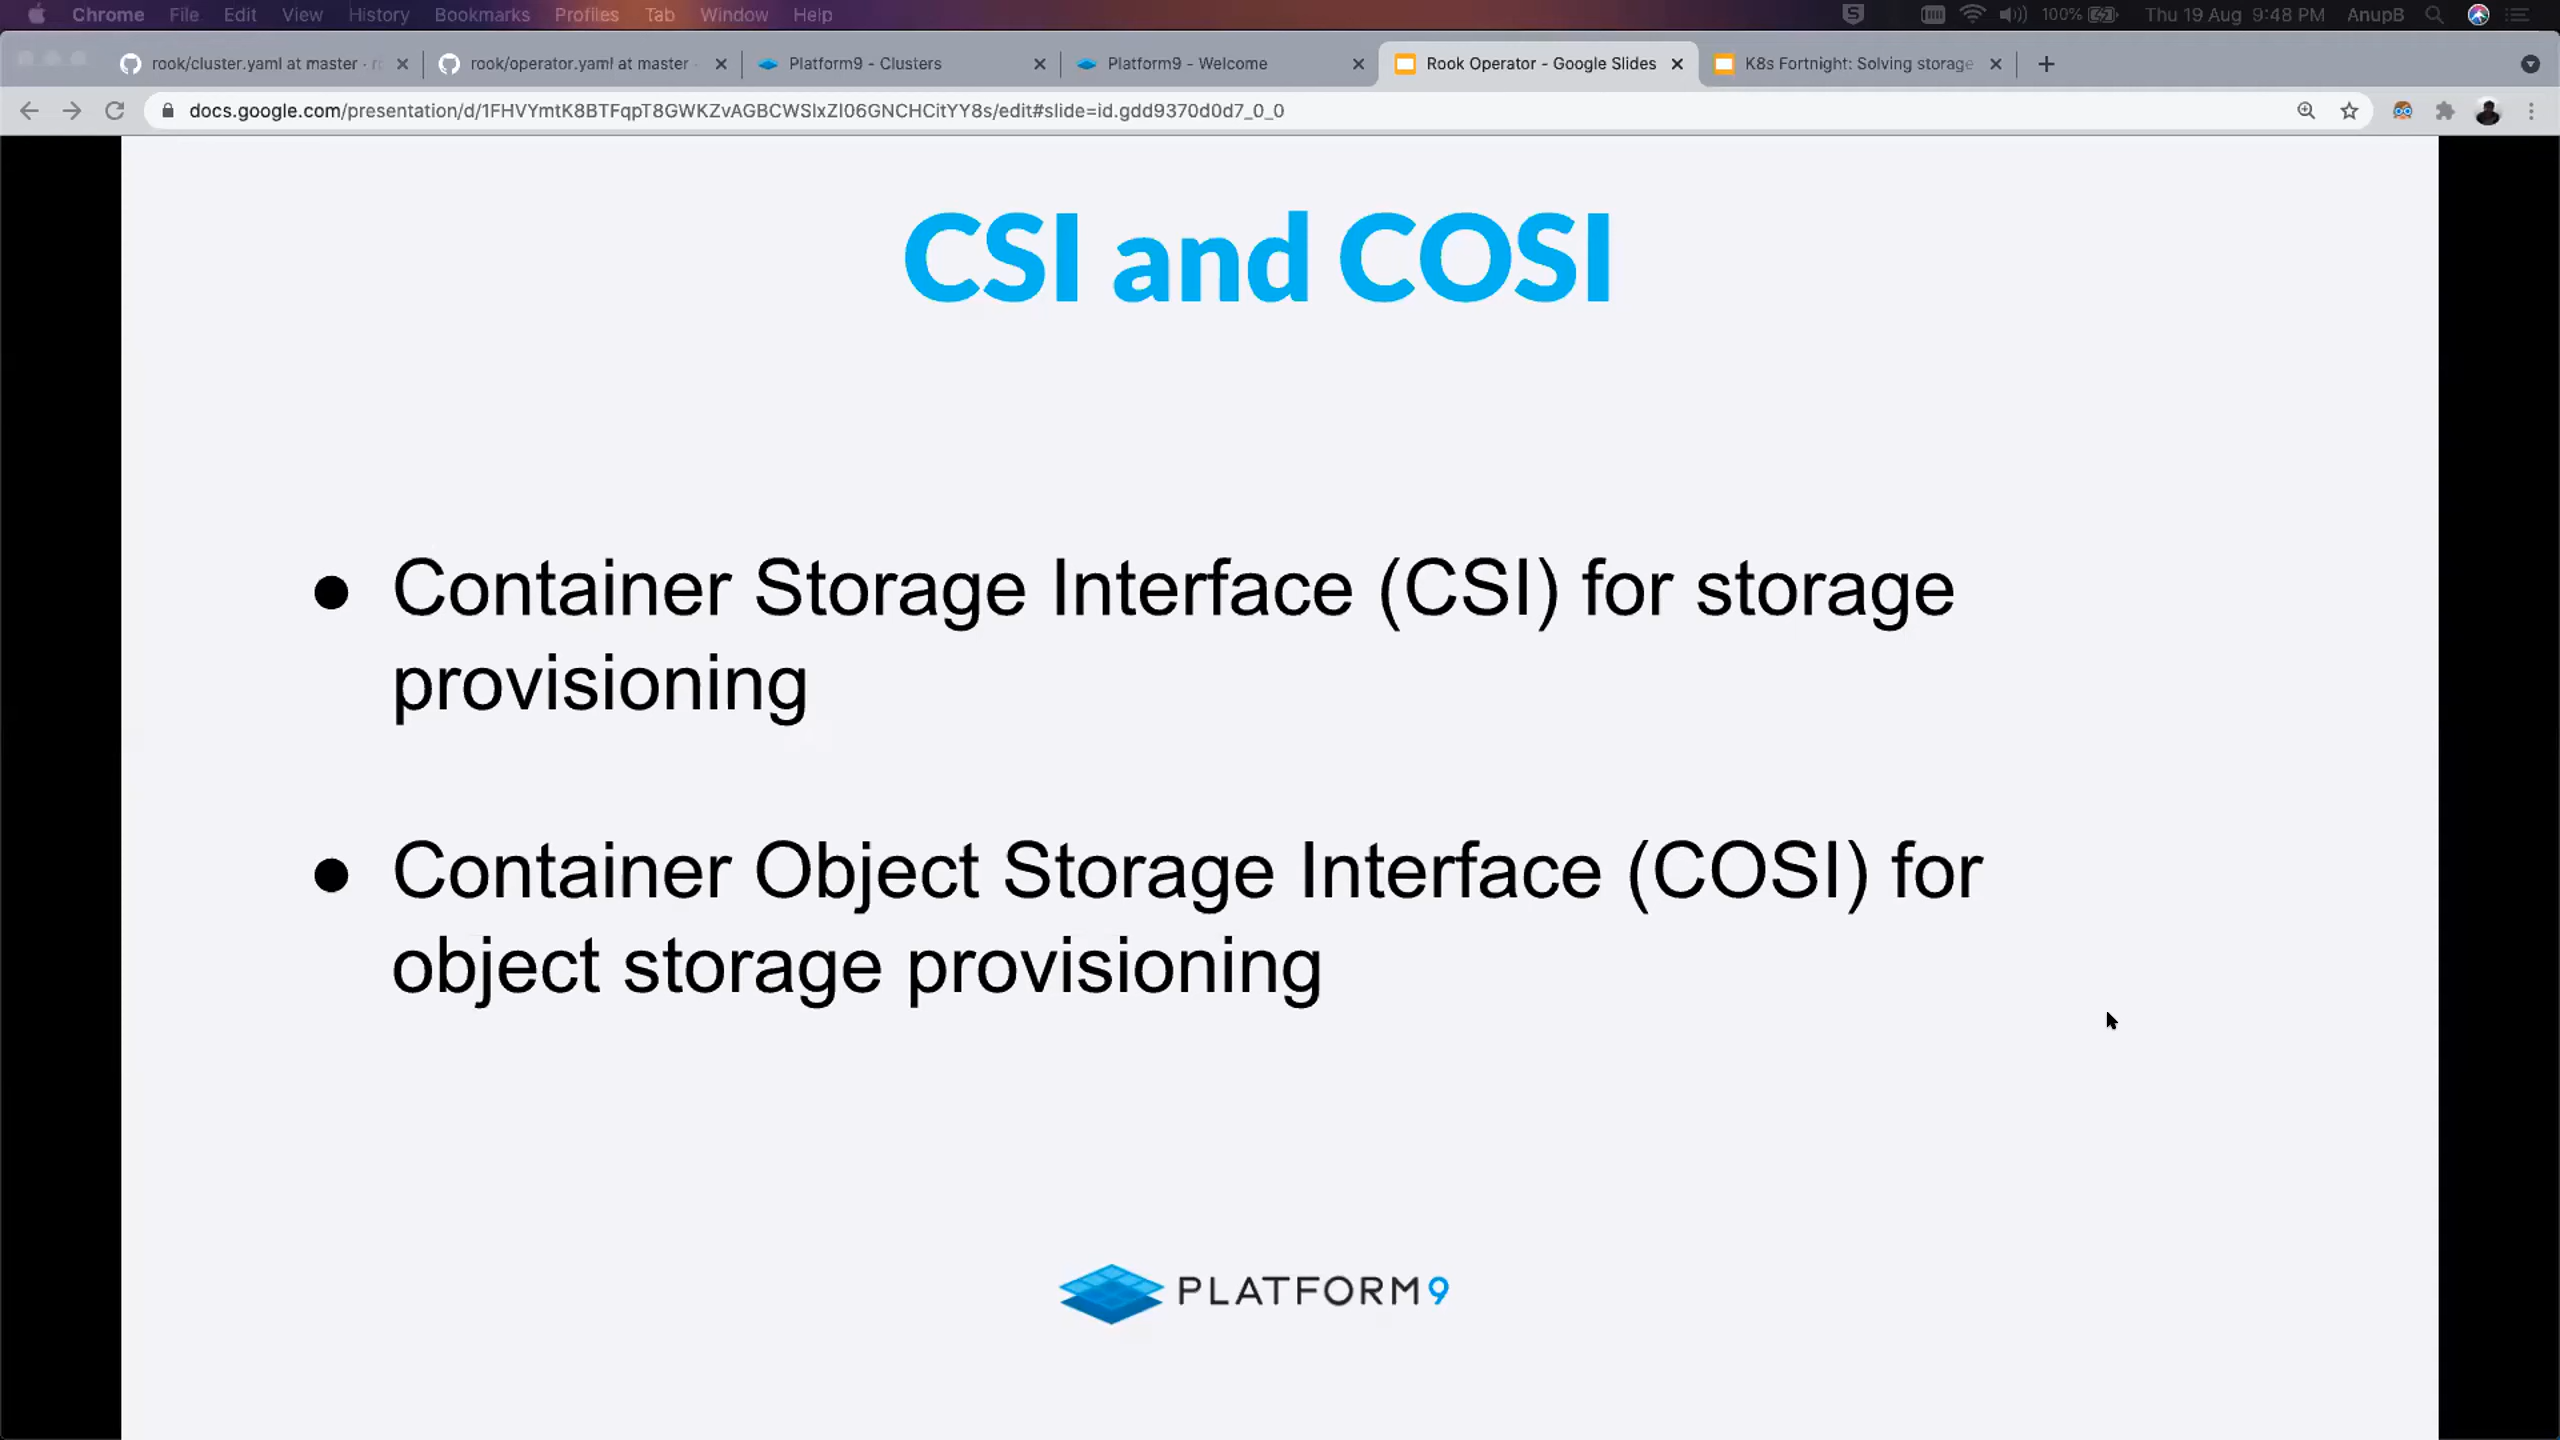 Chrome File Edit View History Bookmarks Profiles Tab Window Help 100% Thu 19 Aug 9:48 PM AnupB
rook/cluster.yaml at master · r rook/operator.yaml at master Platform9 - Clusters Platform9 - Welcome Rook Operator - Google Slides K8s Fortnight: Solving storage
docs.google.com/presentation/d/1FHVYmtK8BTFqpT8GWKZvAGBCWSlxZl06GNCHCitYY8s/edit#slide=id.gdd9370d0d7_0_0
CSI and COSI
● Container Storage Interface (CSI) for storage
provisioning
● Container Object Storage Interface (COSI) for
object storage provisioning
PLATFORM9